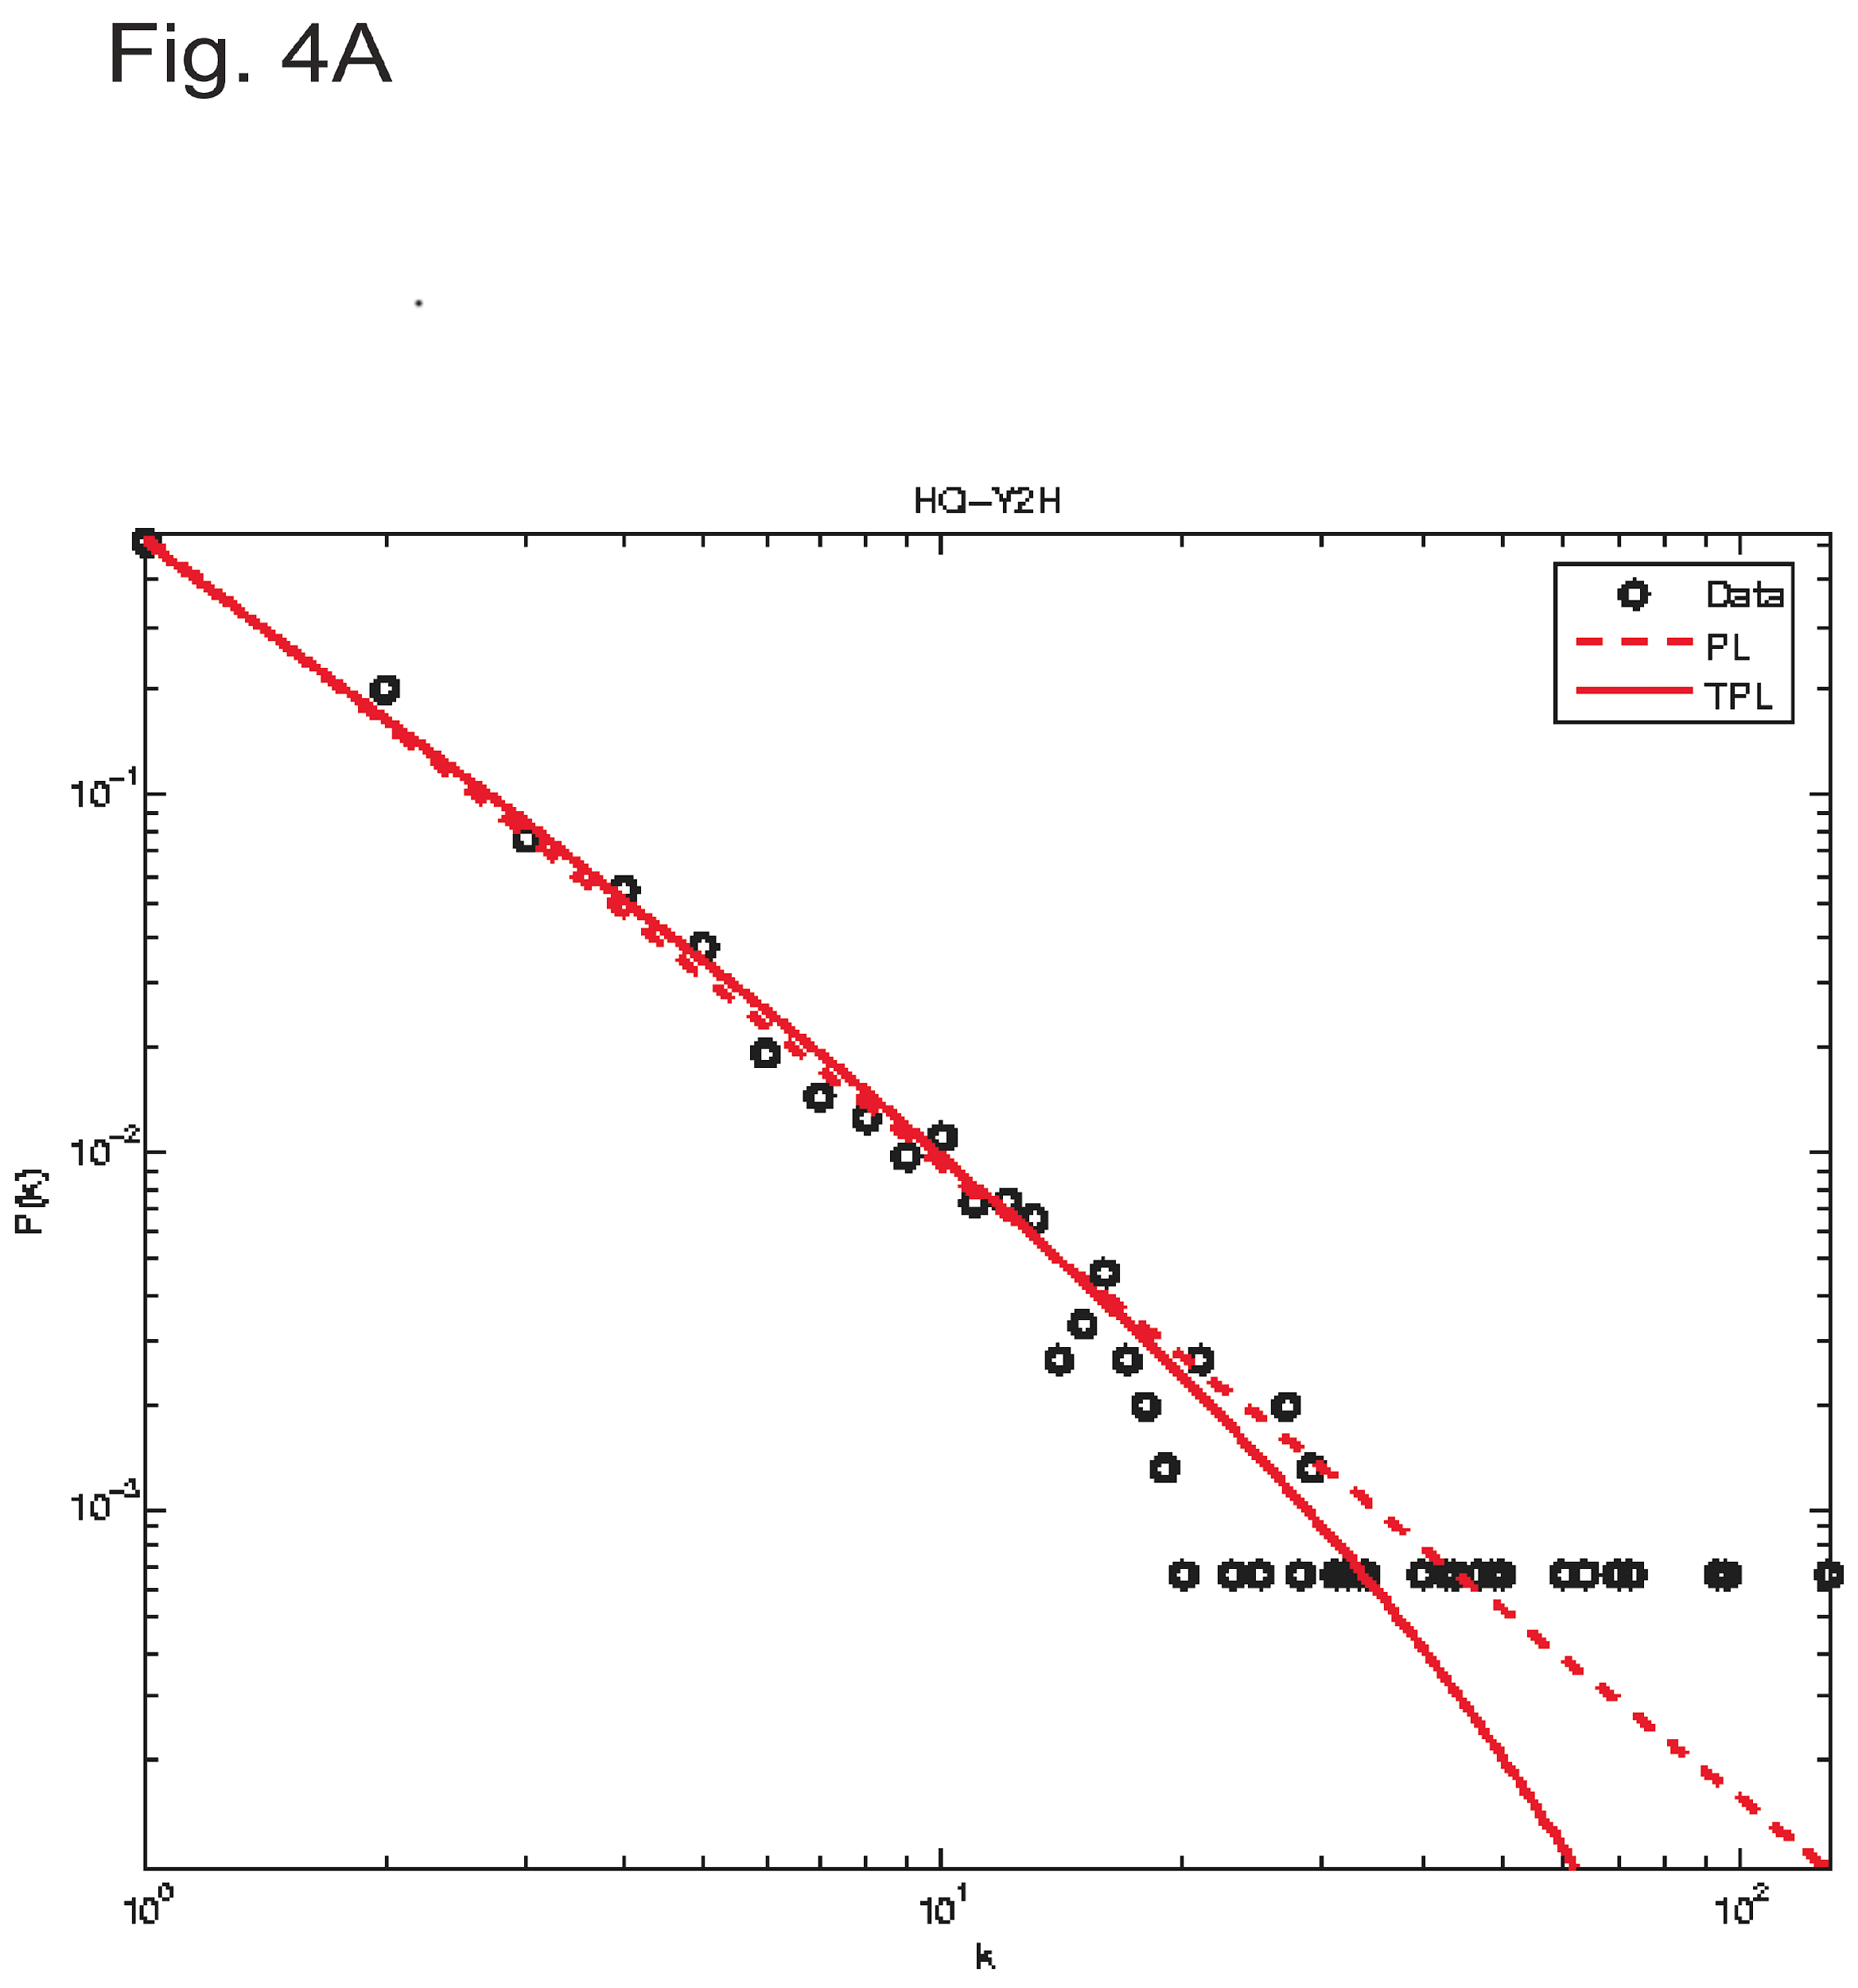 Fig. 4A
HQ–Y2H
Data
PL
TPL
10⁻¹
10⁻²
10⁻³
P(k)
10⁰
10¹
10²
k